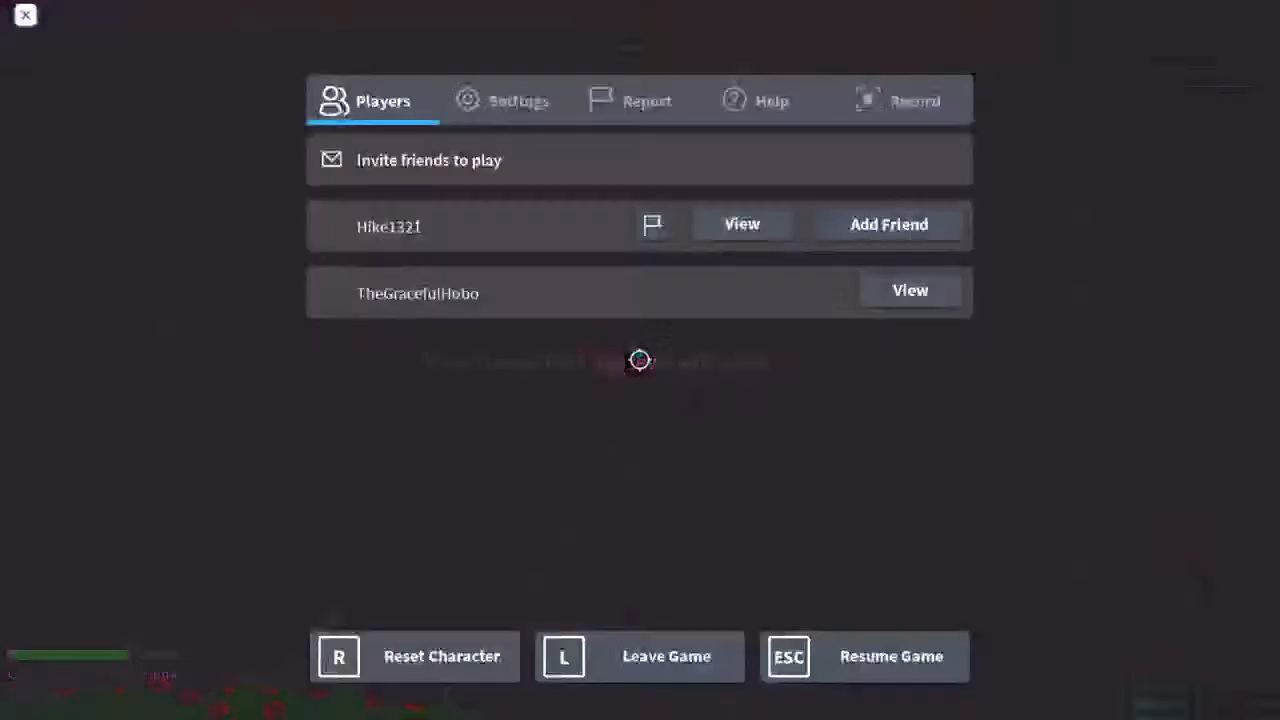 Players Settings Report Help Record
Invite friends to play
Hike1321 View Add Friend
TheGracefulHobo View
R Reset Character L Leave Game ESC Resume Game